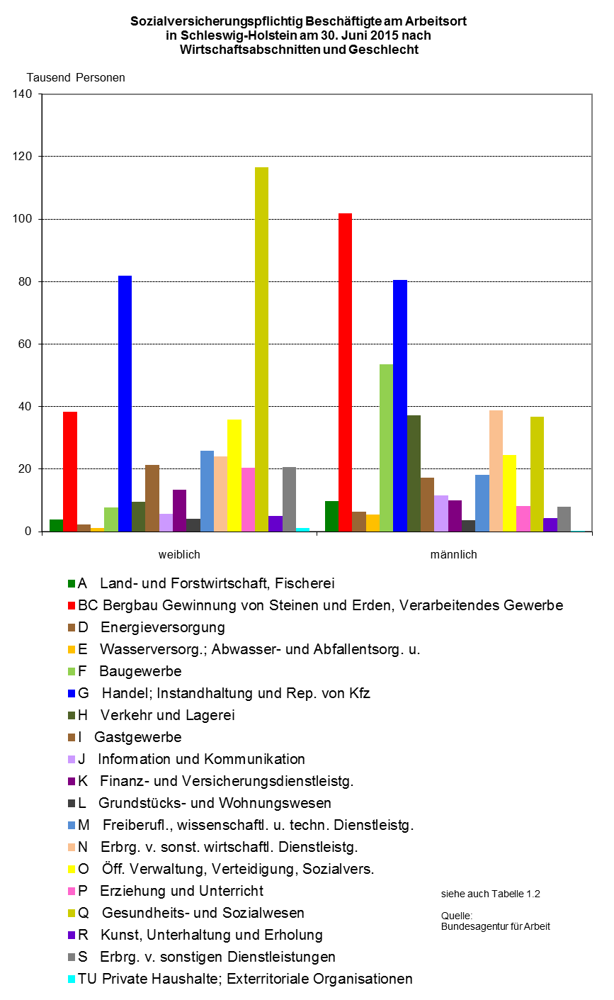 Sozialversicherungspflichtig Beschäftigte am Arbeitsort
in Schleswig-Holstein am 30. Juni 2015 nach
Wirtschaftsabschnitten und Geschlecht
Tausend Personen
140
120
100
80
60
40
20
0
weiblich
männlich
A Land- und Forstwirtschaft, Fischerei
BC Bergbau Gewinnung von Steinen und Erden, Verarbeitendes Gewerbe
D Energieversorgung
E Wasserversorg.; Abwasser- und Abfallentsorg. u.
F Baugewerbe
G Handel; Instandhaltung und Rep. von Kfz
H Verkehr und Lagerei
I Gastgewerbe
J Information und Kommunikation
K Finanz- und Versicherungsdienstleistg.
L Grundstücks- und Wohnungswesen
M Freiberufl., wissenschaftl. u. techn. Dienstleistg.
N Erbrg. v. sonst. wirtschaftl. Dienstleistg.
O Öff. Verwaltung, Verteidigung, Sozialvers.
P Erziehung und Unterricht
Q Gesundheits- und Sozialwesen
R Kunst, Unterhaltung und Erholung
S Erbrg. v. sonstigen Dienstleistungen
TU Private Haushalte; Exterritoriale Organisationen
siehe auch Tabelle 1.2
Quelle:
Bundesagentur für Arbeit